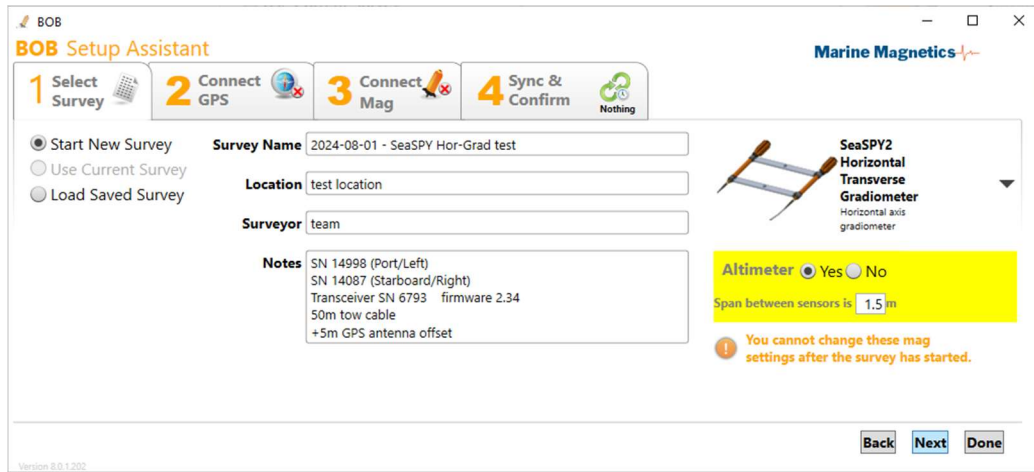 BOB
BOB Setup Assistant
Marine Magnetics
1 Select
Survey
2 Connect
GPS
3 Connect
Mag
4 Sync &
Confirm
Nothing
Start New Survey
Use Current Survey
Load Saved Survey
Survey Name 2024-08-01 - SeaSPY Hor-Grad test
Location test location
Surveyor team
Notes SN 14998 (Port/Left)
SN 14087 (Starboard/Right)
Transceiver SN 6793 firmware 2.34
50m tow cable
+5m GPS antenna offset
SeaSPY2
Horizontal
Transverse
Gradiometer
Horizontal axis
gradiometer
Altimeter Yes No
Span between sensors is 1.5 m
You cannot change these mag
settings after the survey has started.
Back Next Done
Version 8.0.1.202